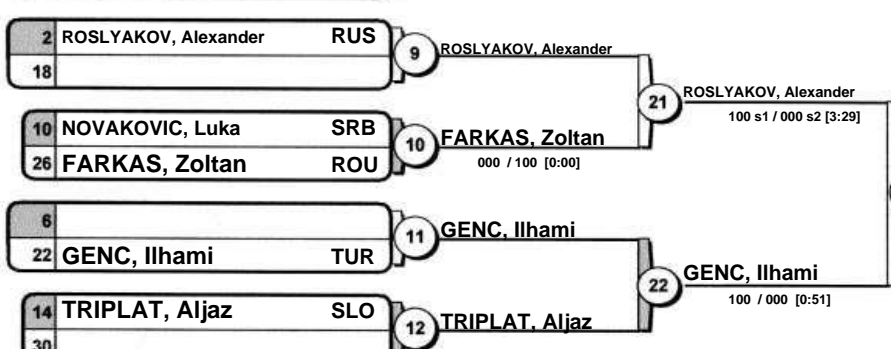 2 ROSLYAKOV, Alexander RUS
18
9
ROSLYAKOV, Alexander
10 NOVAKOVIC, Luka SRB
26 FARKAS, Zoltan ROU
10
FARKAS, Zoltan
000 / 100 [0:00]
21
ROSLYAKOV, Alexander
100 s1 / 000 s2 [3:29]
6
22 GENC, Ilhami TUR
11
GENC, Ilhami
14 TRIPLAT, Aljaz SLO
30
12
TRIPLAT, Aljaz
22
GENC, Ilhami
100 / 000 [0:51]